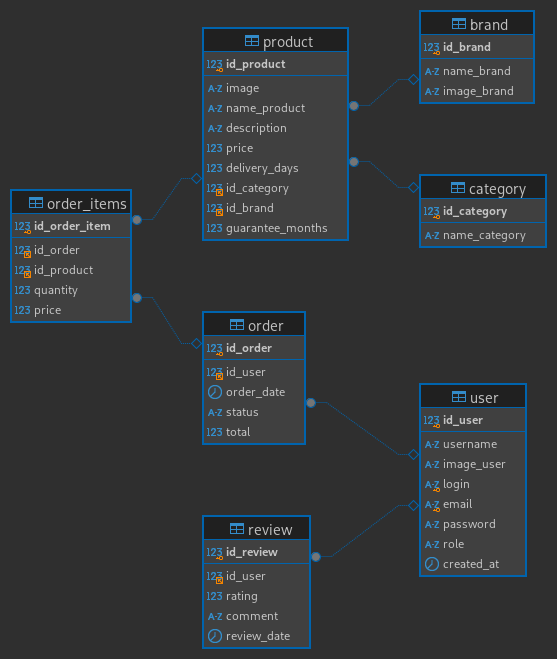 product
123 id_product
A-Z image
A-Z name_product
A-Z description
123 price
123 delivery_days
123 id_category
123 id_brand
123 guarantee_months
brand
123 id_brand
A-Z name_brand
A-Z image_brand
category
123 id_category
A-Z name_category
order_items
123 id_order_item
123 id_order
123 id_product
123 quantity
123 price
order
123 id_order
123 id_user
order_date
A-Z status
123 total
user
123 id_user
A-Z username
A-Z image_user
A-Z login
A-Z email
A-Z password
A-Z role
created_at
review
123 id_review
123 id_user
123 rating
A-Z comment
review_date